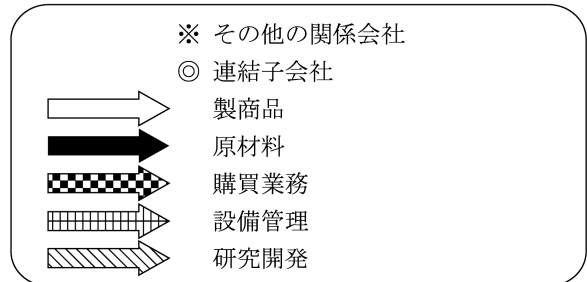 ※ その他の関係会社
◎ 連結子会社
製商品
原材料
購買業務
設備管理
研究開発